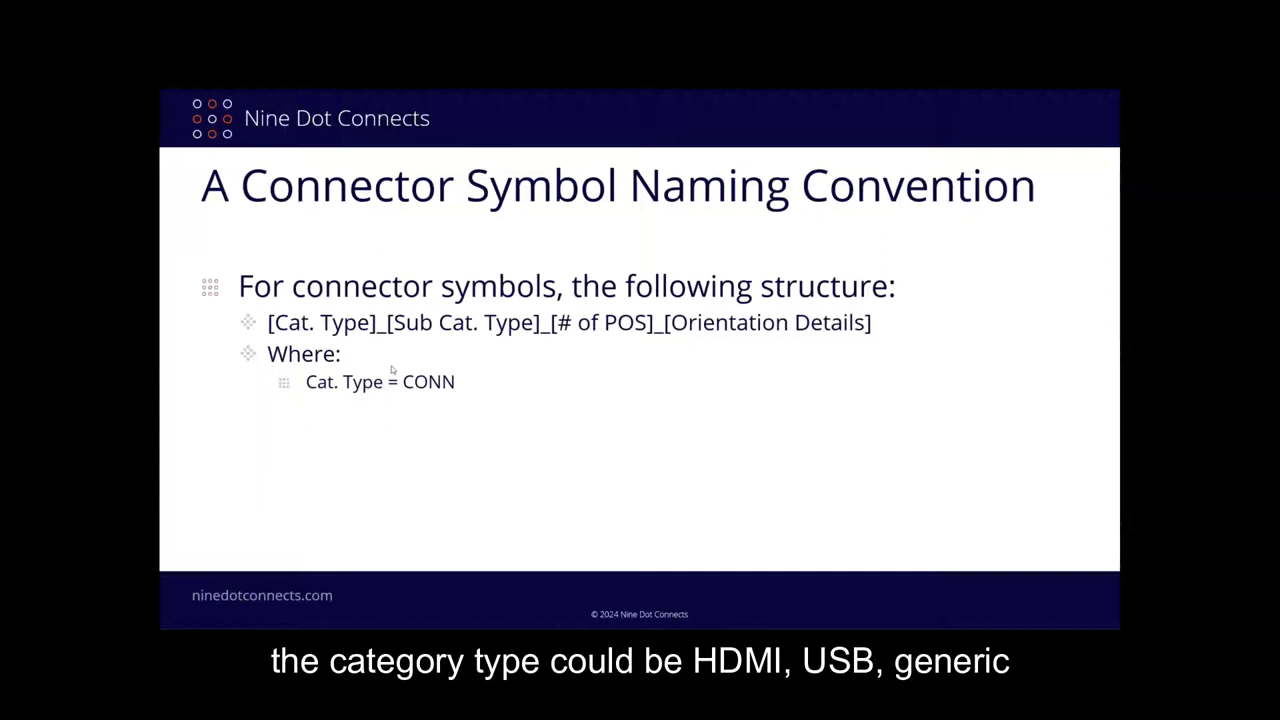 Nine Dot Connects
A Connector Symbol Naming Convention
For connector symbols, the following structure:
[Cat. Type]_[Sub Cat. Type]_[# of POS]_[Orientation Details]
Where:
Cat. Type = CONN
ninedotconnects.com
© 2024 Nine Dot Connects
the category type could be HDMI, USB, generic